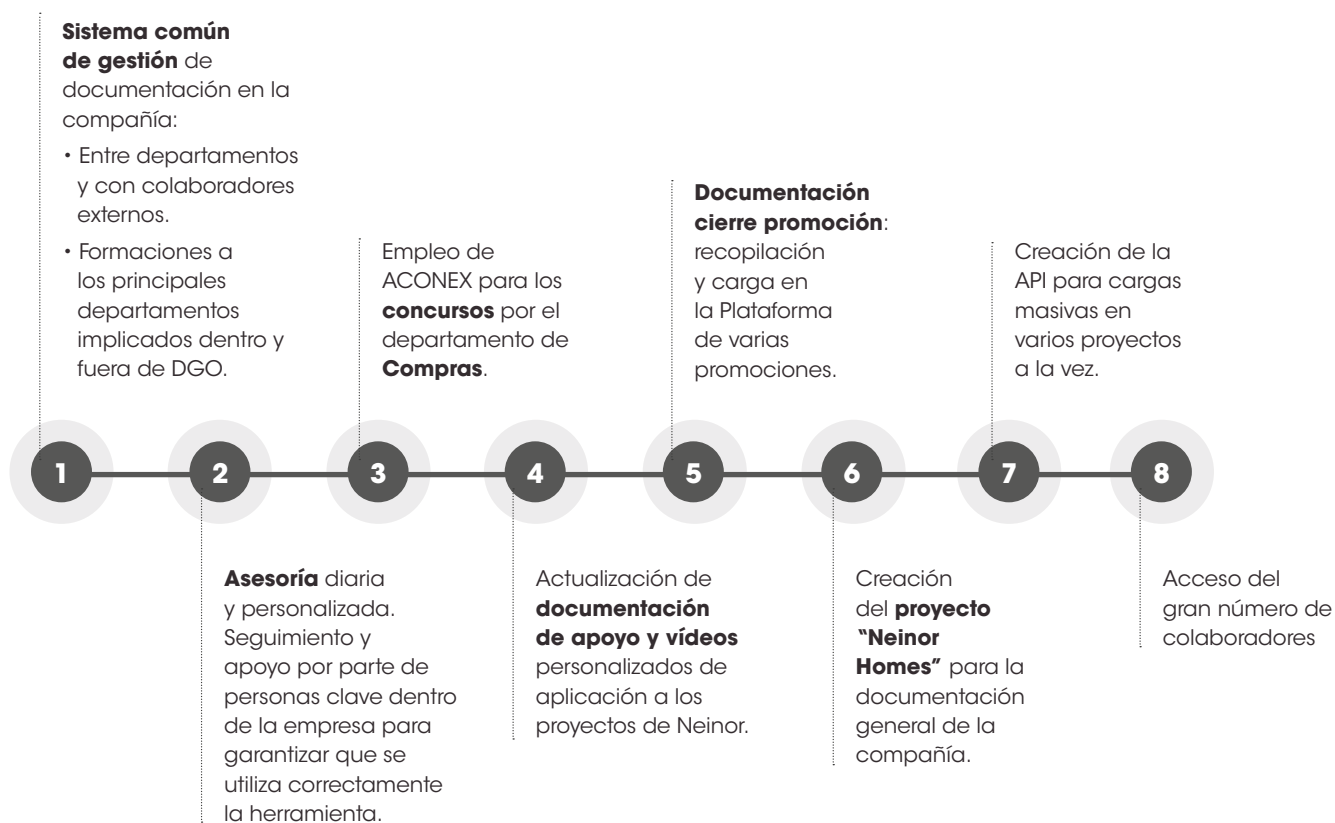 Sistema común
de gestión de
documentación en la
compañía:
• Entre departamentos
y con colaboradores
externos.
• Formaciones a
los principales
departamentos
implicados dentro y
fuera de DGO.
Empleo de
ACONEX para los
concursos por el
departamento de
Compras.
Documentación
cierre promoción:
recopilación
y carga en
la Plataforma
de varias
promociones.
Creación de la
API para cargas
masivas en
varios proyectos
a la vez.
1
2
3
4
5
6
7
8
Asesoría diaria
y personalizada.
Seguimiento y
apoyo por parte de
personas clave dentro
de la empresa para
garantizar que se
utiliza correctamente
la herramienta.
Actualización de
documentación
de apoyo y vídeos
personalizados de
aplicación a los
proyectos de Neinor.
Creación
del proyecto
“Neinor
Homes” para la
documentación
general de la
compañía.
Acceso del
gran número de
colaboradores